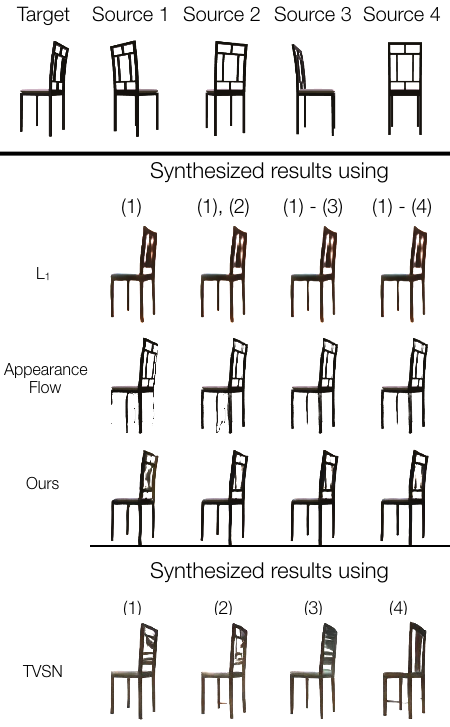 Target Source 1 Source 2 Source 3 Source 4
Synthesized results using
(1) (1), (2) (1) - (3) (1) - (4)
L₁
Appearance
Flow
Ours
Synthesized results using
(1) (2) (3) (4)
TVSN